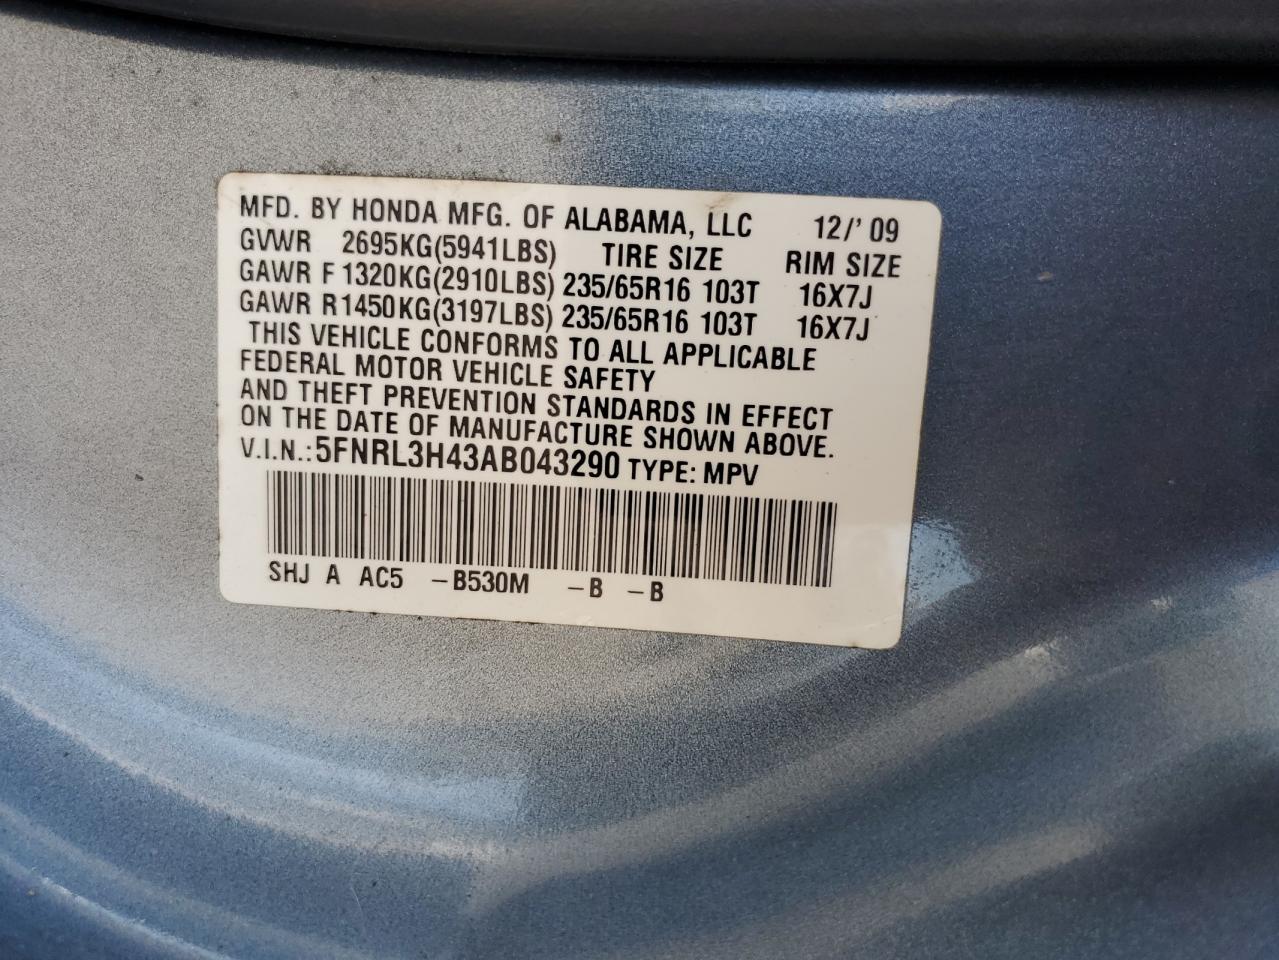 MFD. BY HONDA MFG. OF ALABAMA, LLC 12/'09
GVWR 2695KG(5941LBS) TIRE SIZE RIM SIZE
GAWR F 1320KG(2910LBS) 235/65R16 103T 16X7J
GAWR R1450KG(3197LBS) 235/65R16 103T 16X7J
THIS VEHICLE CONFORMS TO ALL APPLICABLE
FEDERAL MOTOR VEHICLE SAFETY
AND THEFT PREVENTION STANDARDS IN EFFECT
ON THE DATE OF MANUFACTURE SHOWN ABOVE.
V.I.N.:5FNRL3H43AB043290 TYPE: MPV
SHJ A AC5 -B530M -B -B